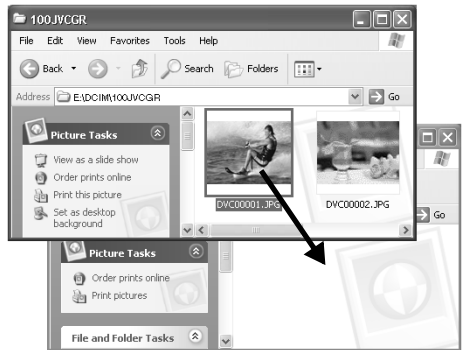 100JVCGR
File Edit View Favorites Tools Help
Back Search Folders
Address E:\DCIM\100JVCGR Go
Picture Tasks
View as a slide show
Order prints online
Print this picture
Set as desktop
background
DVC00001.JPG DVC00002.JPG
Go
Picture Tasks
Order prints online
Print pictures
File and Folder Tasks